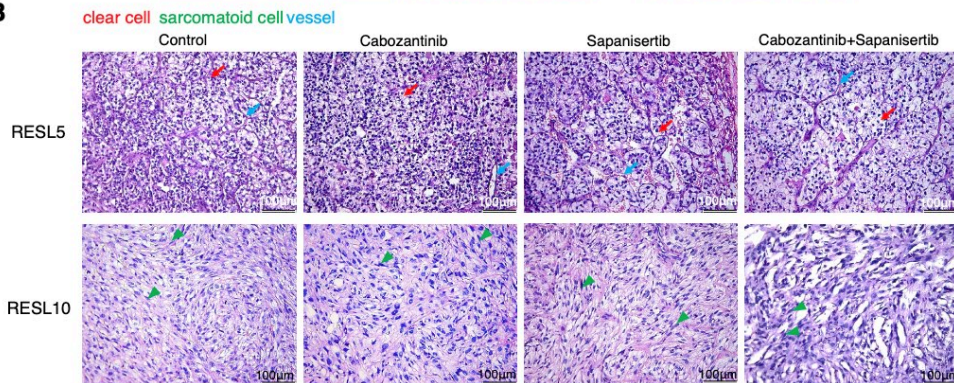 B
clear cell sarcomatoid cell vessel
Control Cabozantinib Sapanisertib Cabozantinib+Sapanisertib
RESL5
100μm 100μm 100μm 100μm
RESL10
100μm 100μm 100μm 100μm